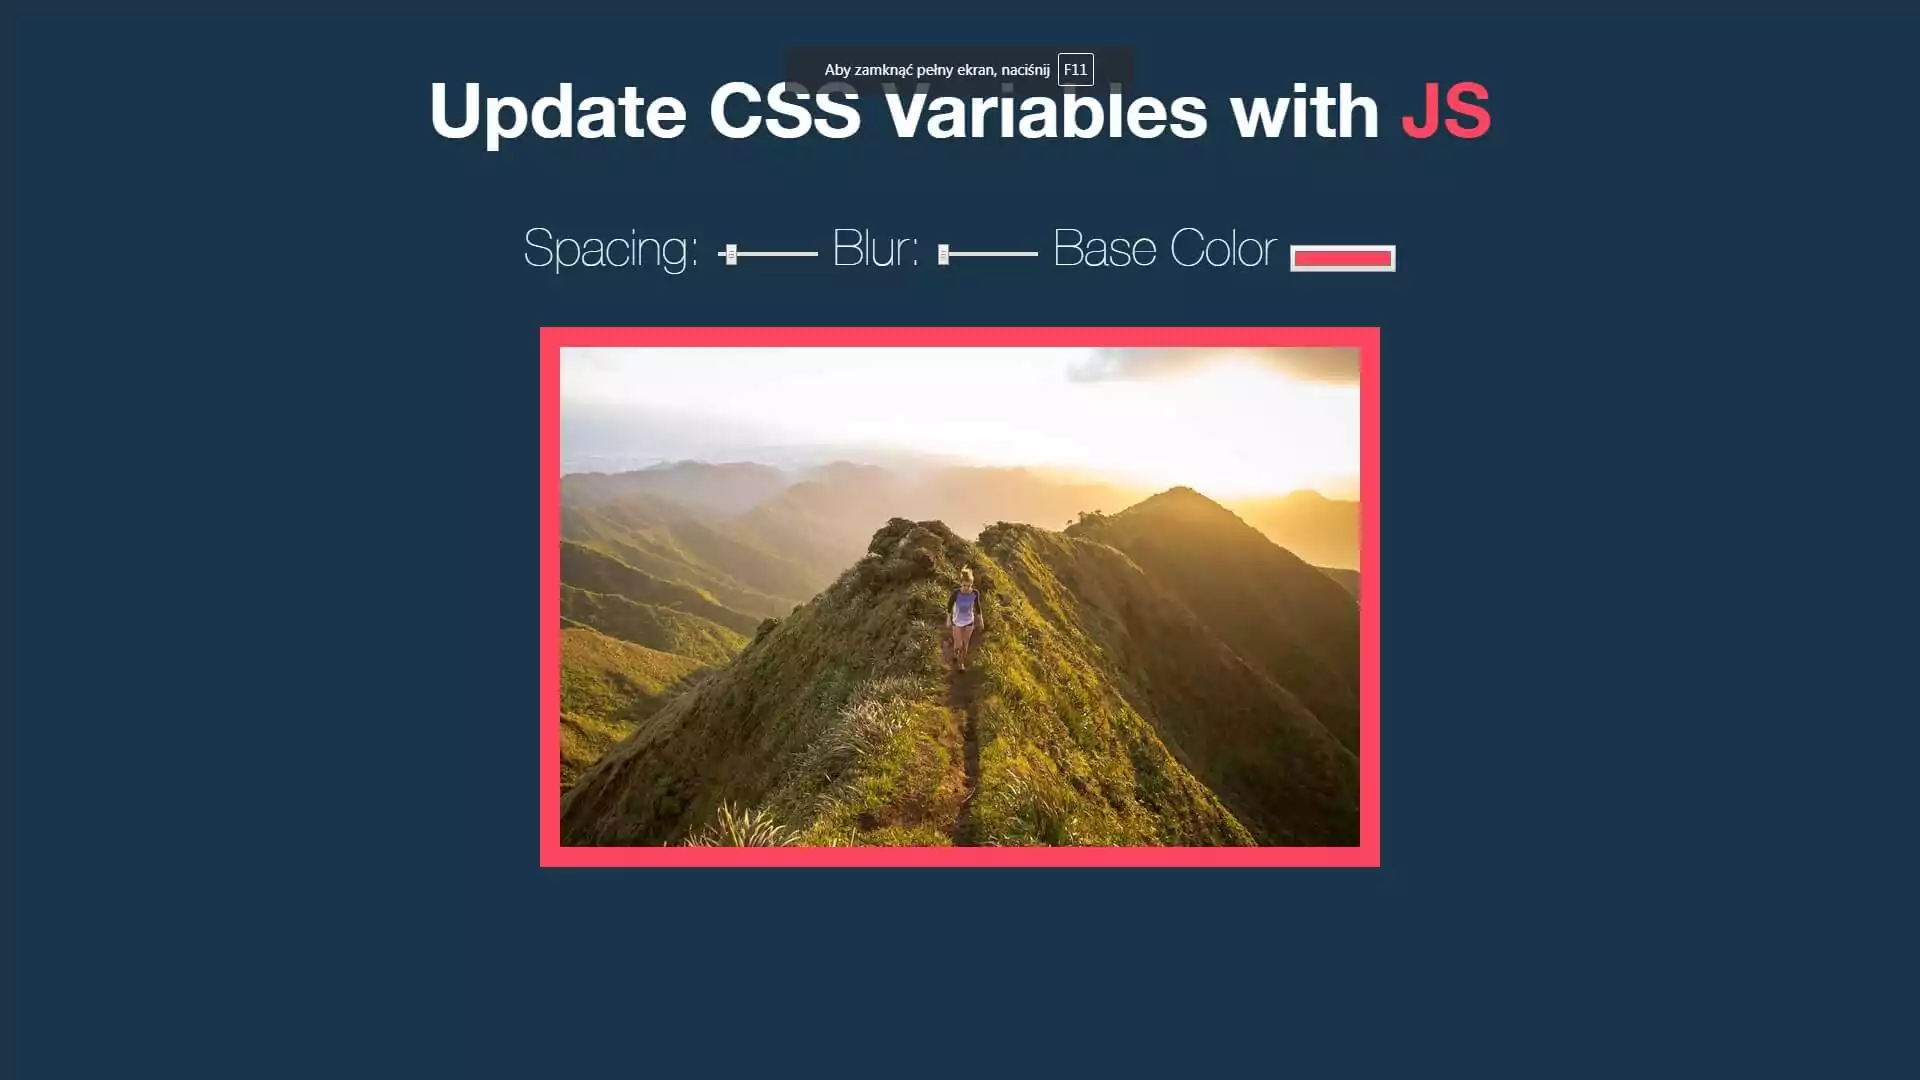 Aby zamknąć pełny ekran, naciśnij F11
Update CSS Variables with JS
Spacing: Blur: Base Color